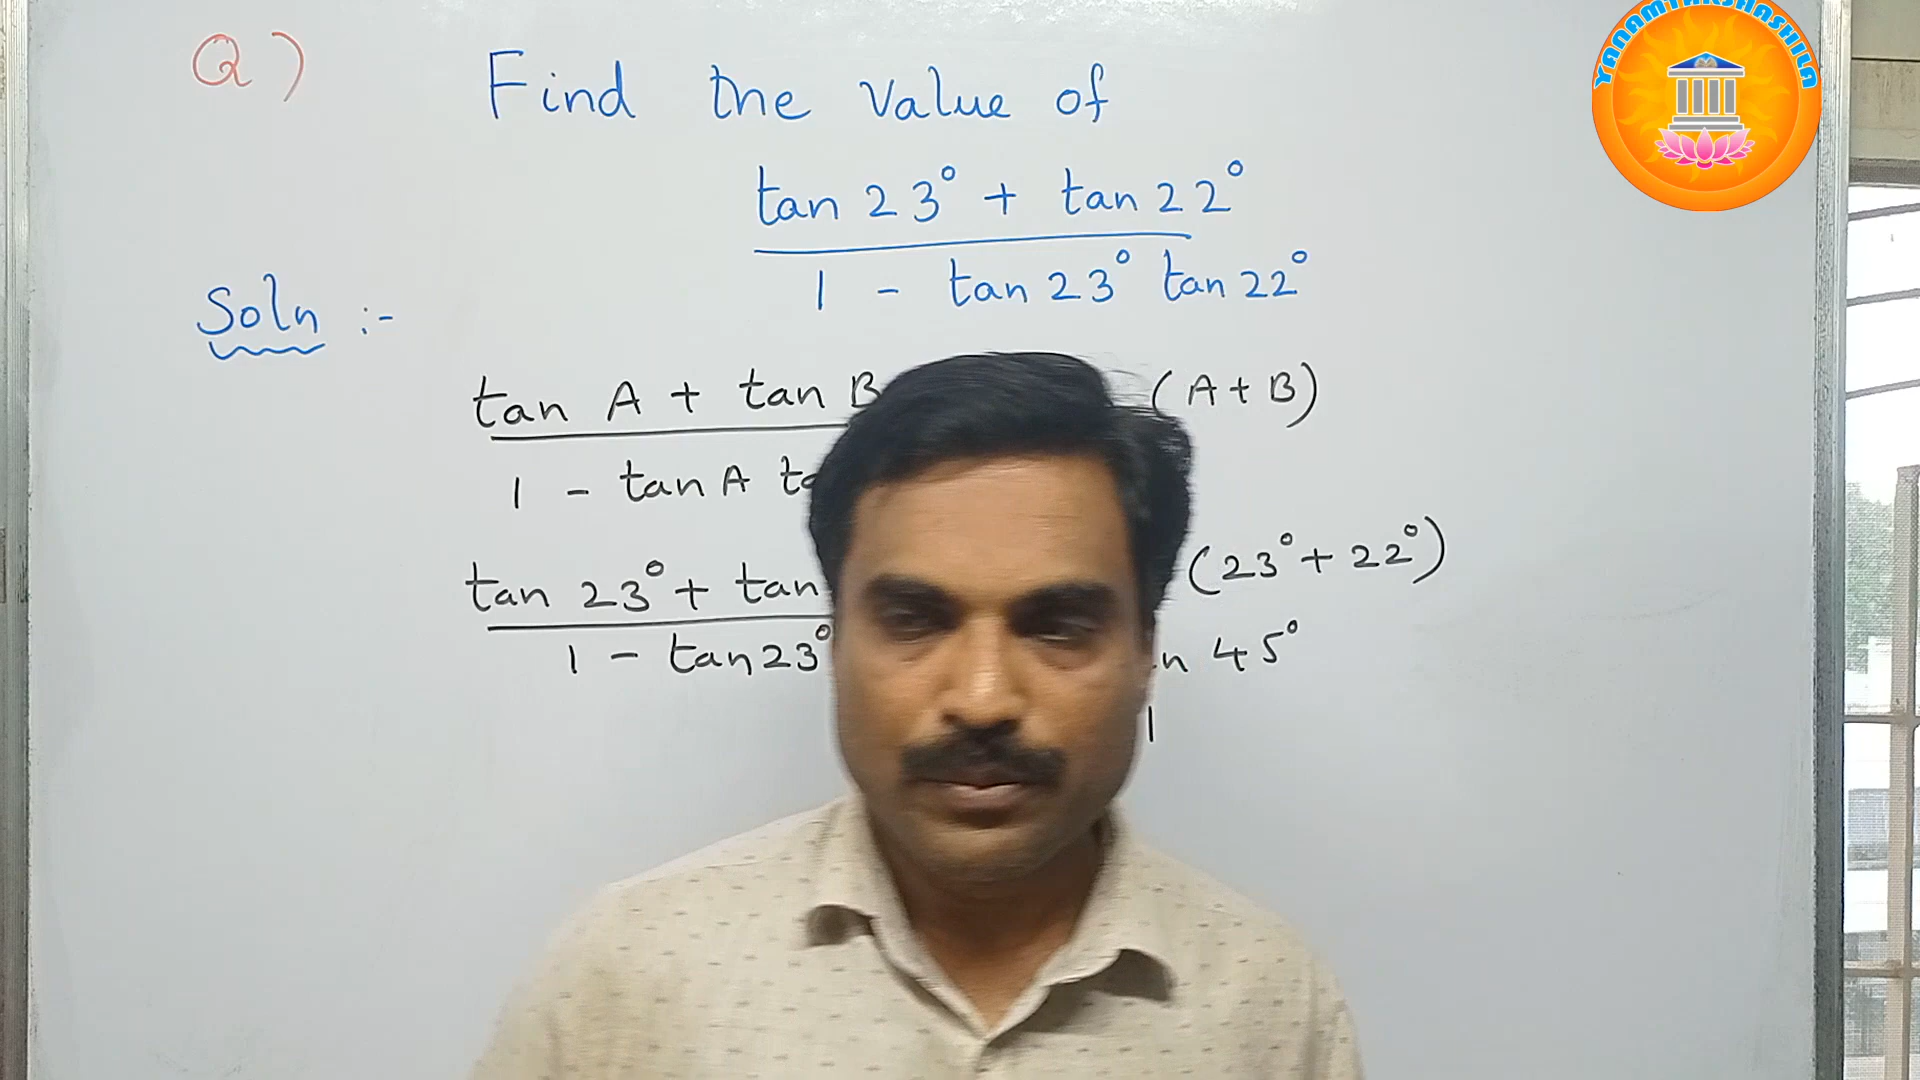 YANAMTAKSHASHILA
Q) Find the value of
tan 23° + tan 22°
1 - tan 23° tan 22°
Soln :-
tan A + tan B (A + B)
1 - tan A
tan 23° + tan (23° + 22°)
1 - tan 23° 45°
1